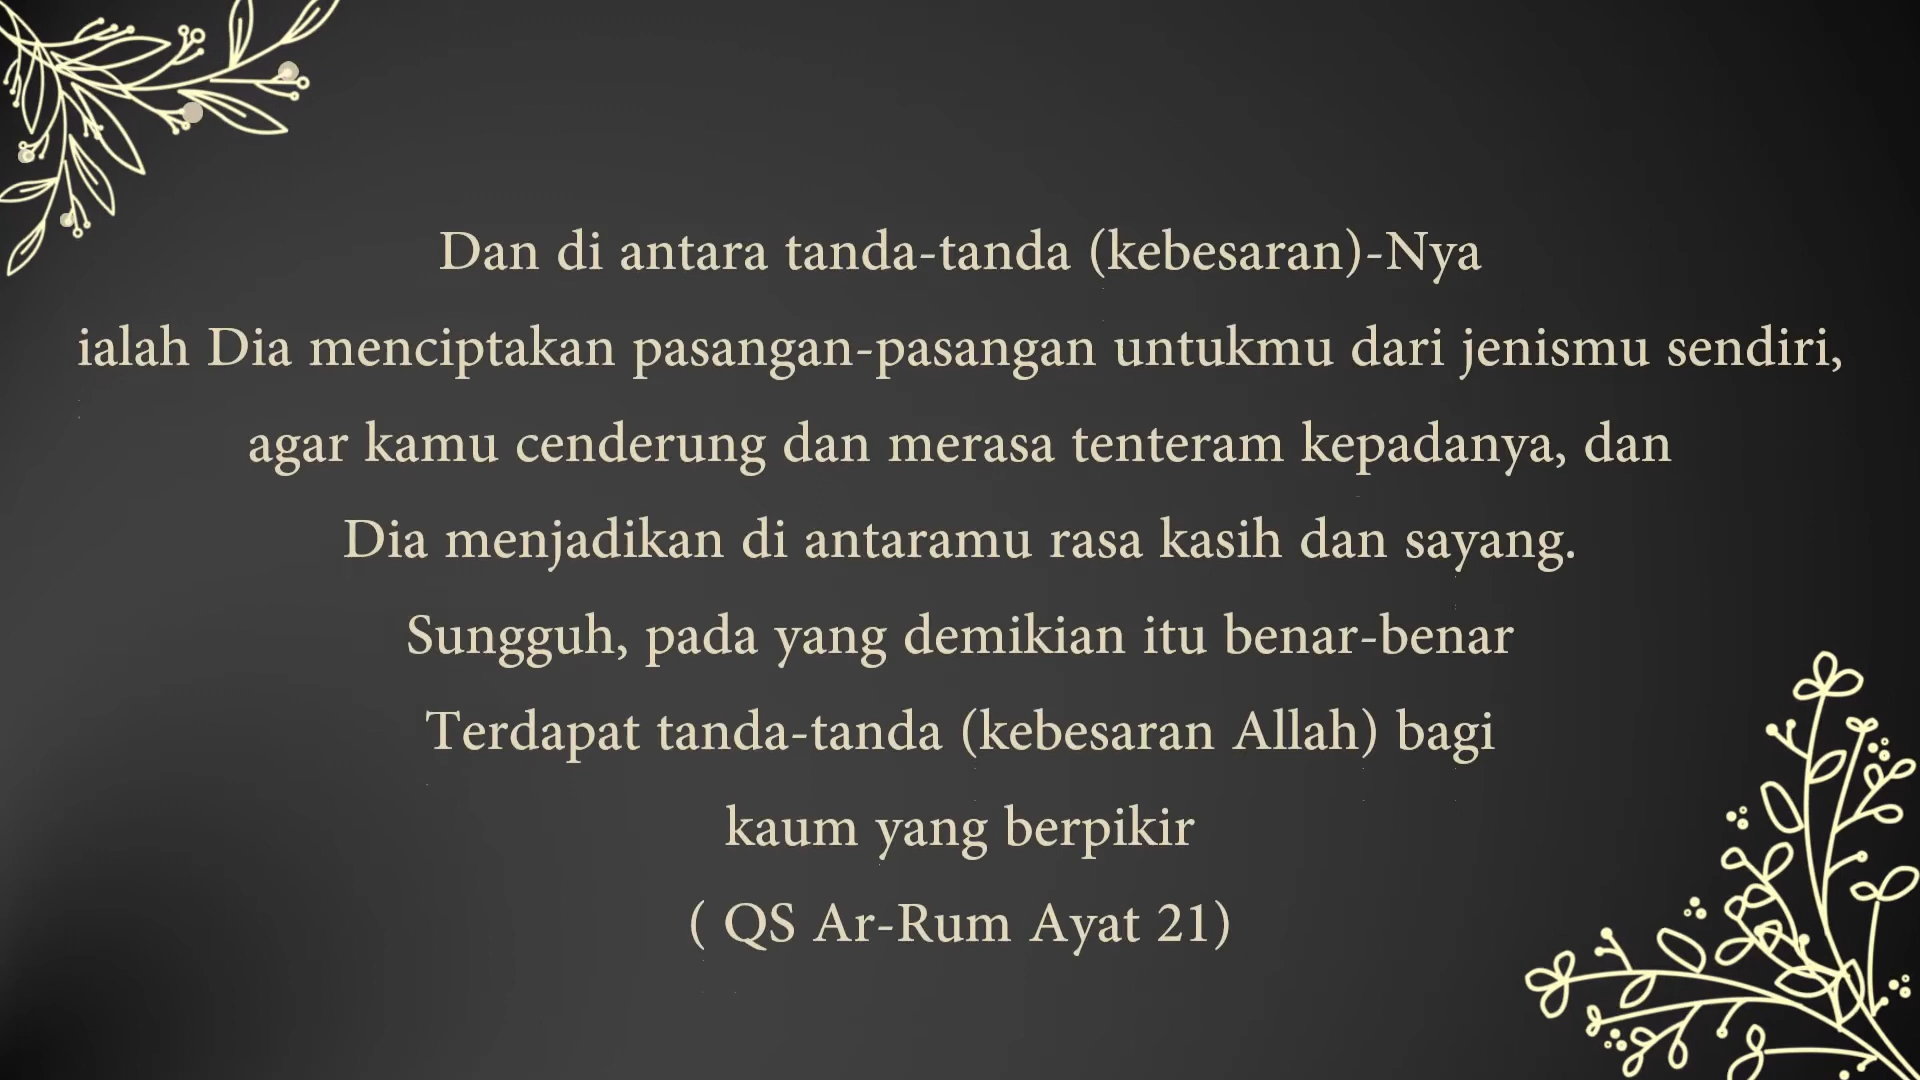 Dan di antara tanda-tanda (kebesaran)-Nya
ialah Dia menciptakan pasangan-pasangan untukmu dari jenismu sendiri,
agar kamu cenderung dan merasa tenteram kepadanya, dan
Dia menjadikan di antaramu rasa kasih dan sayang.
Sungguh, pada yang demikian itu benar-benar
Terdapat tanda-tanda (kebesaran Allah) bagi
kaum yang berpikir
( QS Ar-Rum Ayat 21)